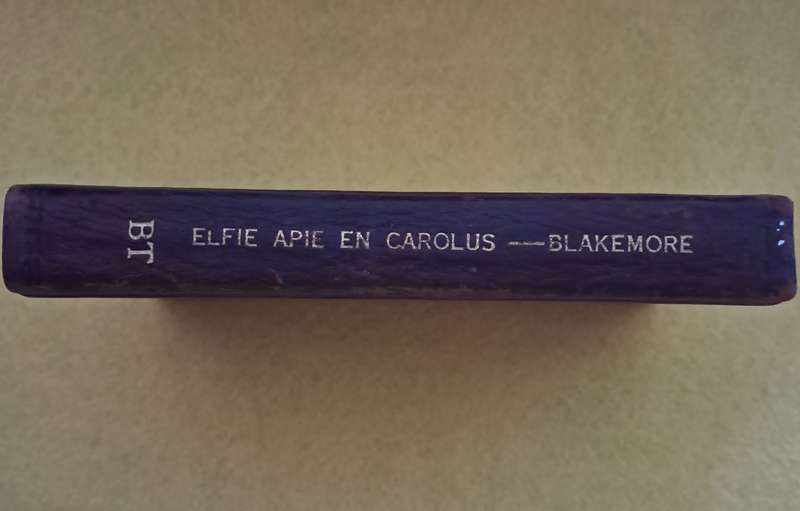 BT
ELFIE APIE EN CAROLUS —BLAKEMORE